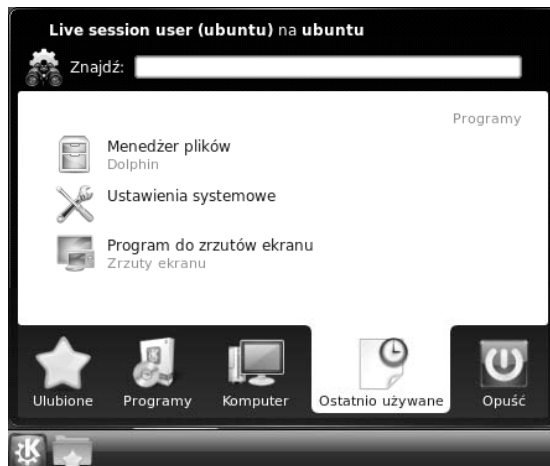 Live session user (ubuntu) na ubuntu
Znajdź:
Programy
Menedżer plików
Dolphin
Ustawienia systemowe
Program do zrzutów ekranu
Zrzuty ekranu
Ulubione Programy Komputer Ostatnio używane Opuść